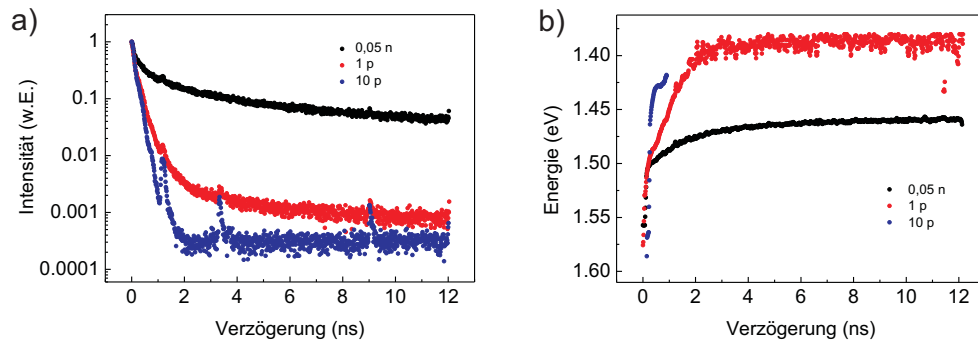 a)
Intensität (w.E.)
1
0.1
0.01
0.001
0.0001
0,05 n
1 p
10 p
0 2 4 6 8 10 12
Verzögerung (ns)
b)
Energie (eV)
1.40
1.45
1.50
1.55
1.60
0,05 n
1 p
10 p
0 2 4 6 8 10 12
Verzögerung (ns)